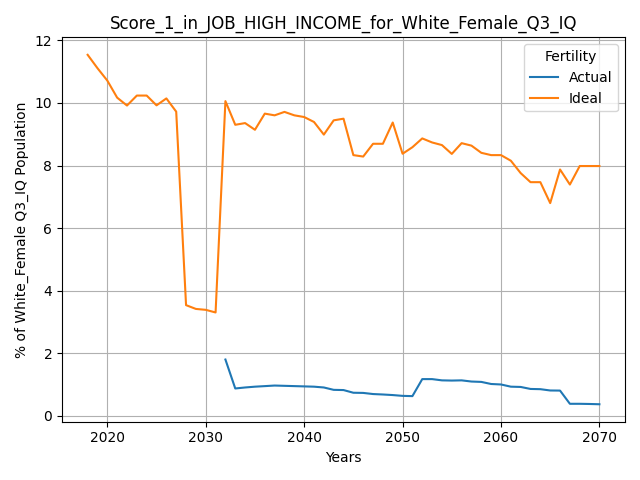 Score_1_in_JOB_HIGH_INCOME_for_White_Female_Q3_IQ
Fertility
Actual
Ideal
% of White_Female Q3_IQ Population
12
10
8
6
4
2
0
2020 2030 2040 2050 2060 2070
Years